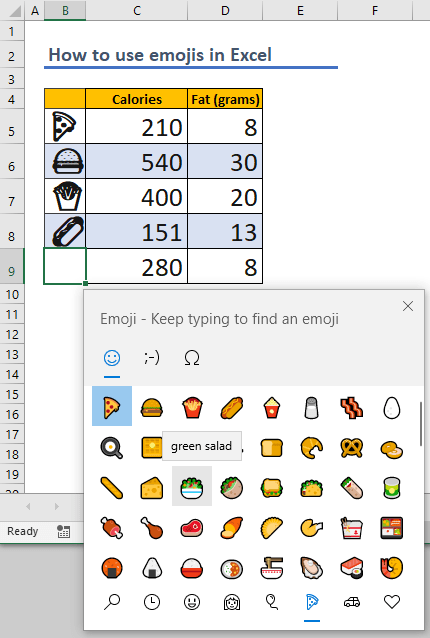 A B C D E F
1
2 How to use emojis in Excel
3
4 Calories Fat (grams)
5 210 8
6 540 30
7 400 20
8 151 13
9 280 8
10
11 Emoji - Keep typing to find an emoji
12
13 ;-) Ω
14
15
16
17 green salad
18
19
Ready